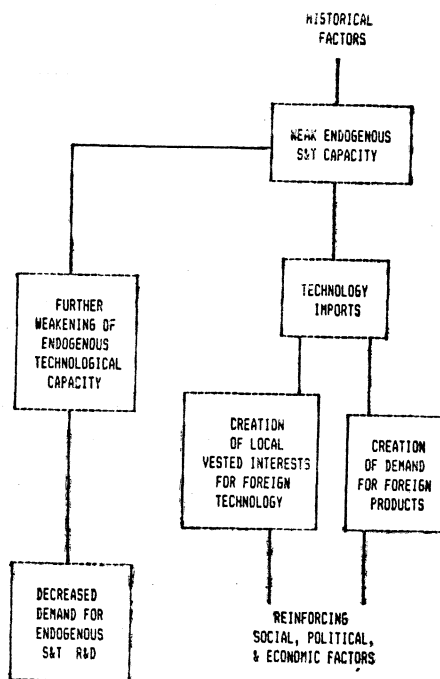 HISTORICAL
FACTORS
WEAK ENDOGENOUS
S&T CAPACITY
FURTHER
WEAKENING OF
ENDOGENOUS
TECHNOLOGICAL
CAPACITY
TECHNOLOGY
IMPORTS
CREATION
OF LOCAL
VESTED INTERESTS
FOR FOREIGN
TECHNOLOGY
CREATION
OF DEMAND
FOR FOREIGN
PRODUCTS
DECREASED
DEMAND FOR
ENDOGENOUS
S&T R&D
REINFORCING
SOCIAL, POLITICAL,
& ECONOMIC FACTORS